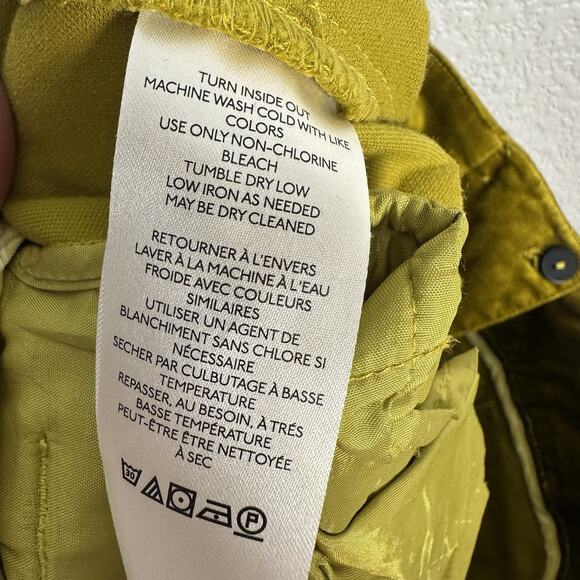 TURN INSIDE OUT
MACHINE WASH COLD WITH LIKE
COLORS
USE ONLY NON-CHLORINE
BLEACH
TUMBLE DRY LOW
LOW IRON AS NEEDED
MAY BE DRY CLEANED
RETOURNER À L'ENVERS
LAVER À LA MACHINE À L'EAU
FROIDE AVEC COULEURS
SIMILAIRES
UTILISER UN AGENT DE
BLANCHIMENT SANS CHLORE SI
NÉCESSAIRE
SECHER PAR CULBUTAGE À BASSE
TEMPERATURE
REPASSER, AU BESOIN, À TRÉS
BASSE TEMPÉRATURE
PEUT-ÊTRE ÊTRE NETTOYÉE
À SEC
30 P